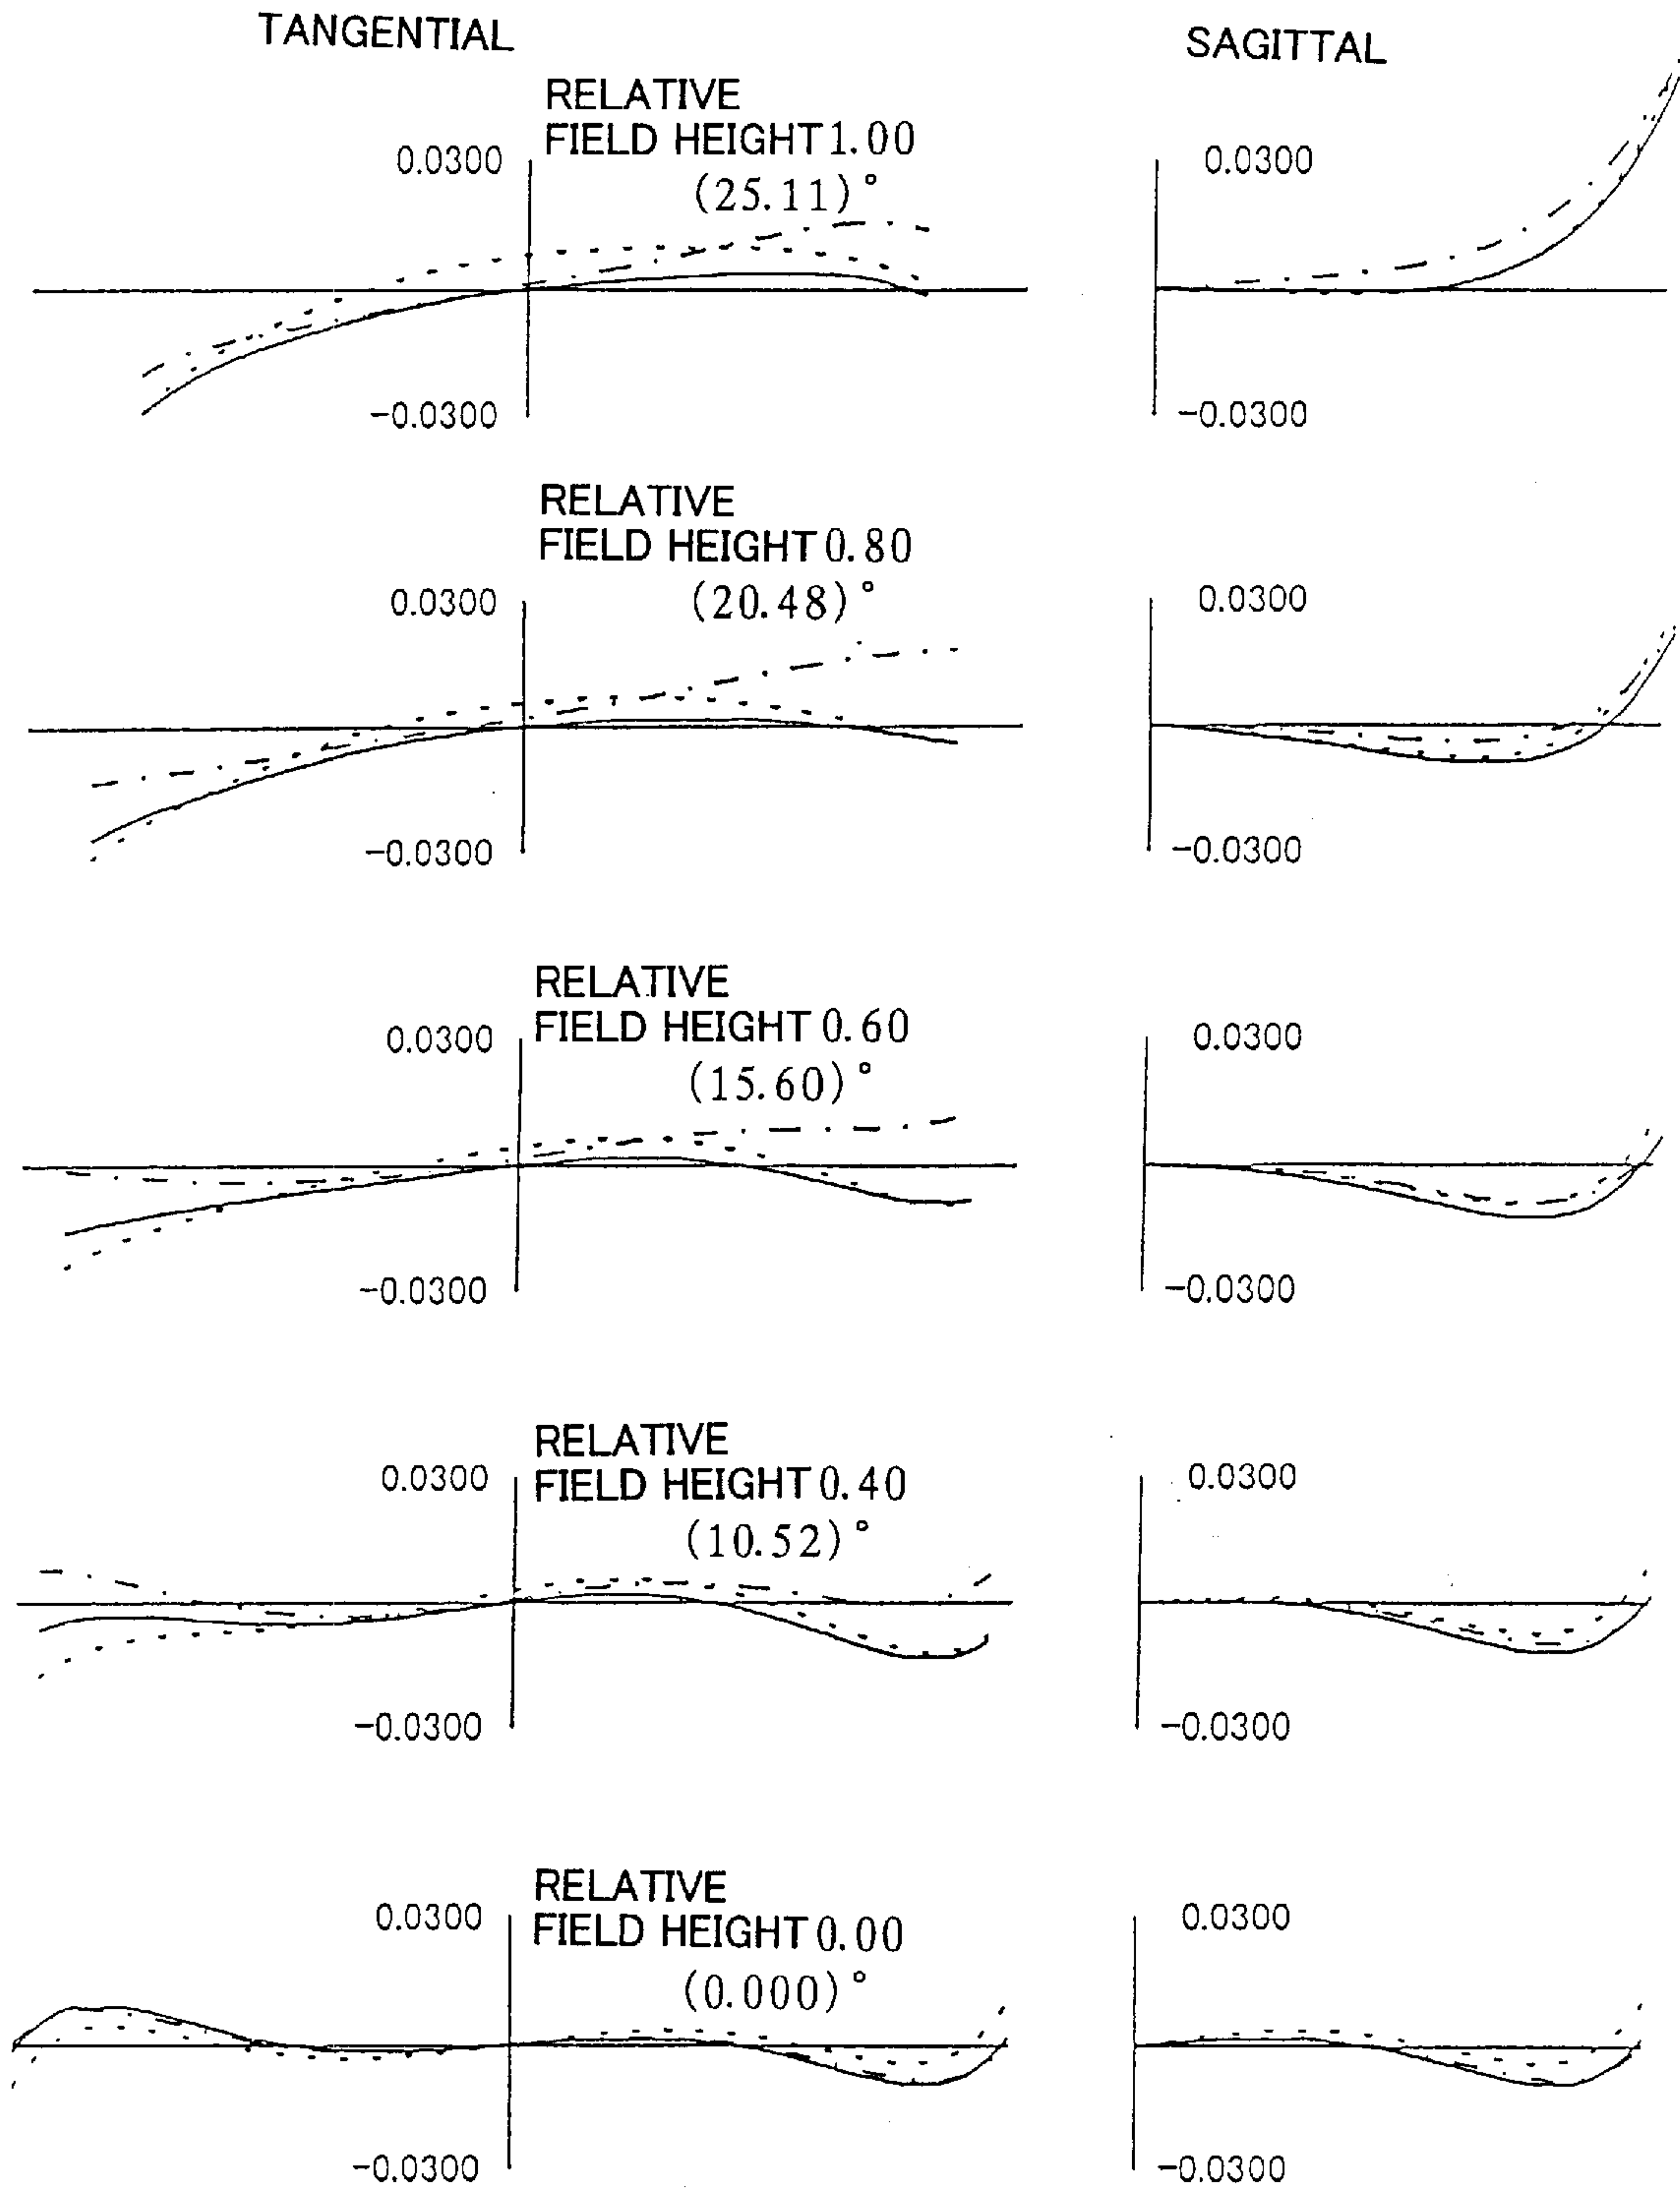 TANGENTIAL
SAGITTAL
RELATIVE
FIELD HEIGHT 1.00
(25.11)°
0.0300
-0.0300
0.0300
-0.0300
RELATIVE
FIELD HEIGHT 0.80
(20.48)°
0.0300
-0.0300
0.0300
-0.0300
RELATIVE
FIELD HEIGHT 0.60
(15.60)°
0.0300
-0.0300
0.0300
-0.0300
RELATIVE
FIELD HEIGHT 0.40
(10.52)°
0.0300
-0.0300
0.0300
-0.0300
RELATIVE
FIELD HEIGHT 0.00
(0.000)°
0.0300
-0.0300
0.0300
-0.0300